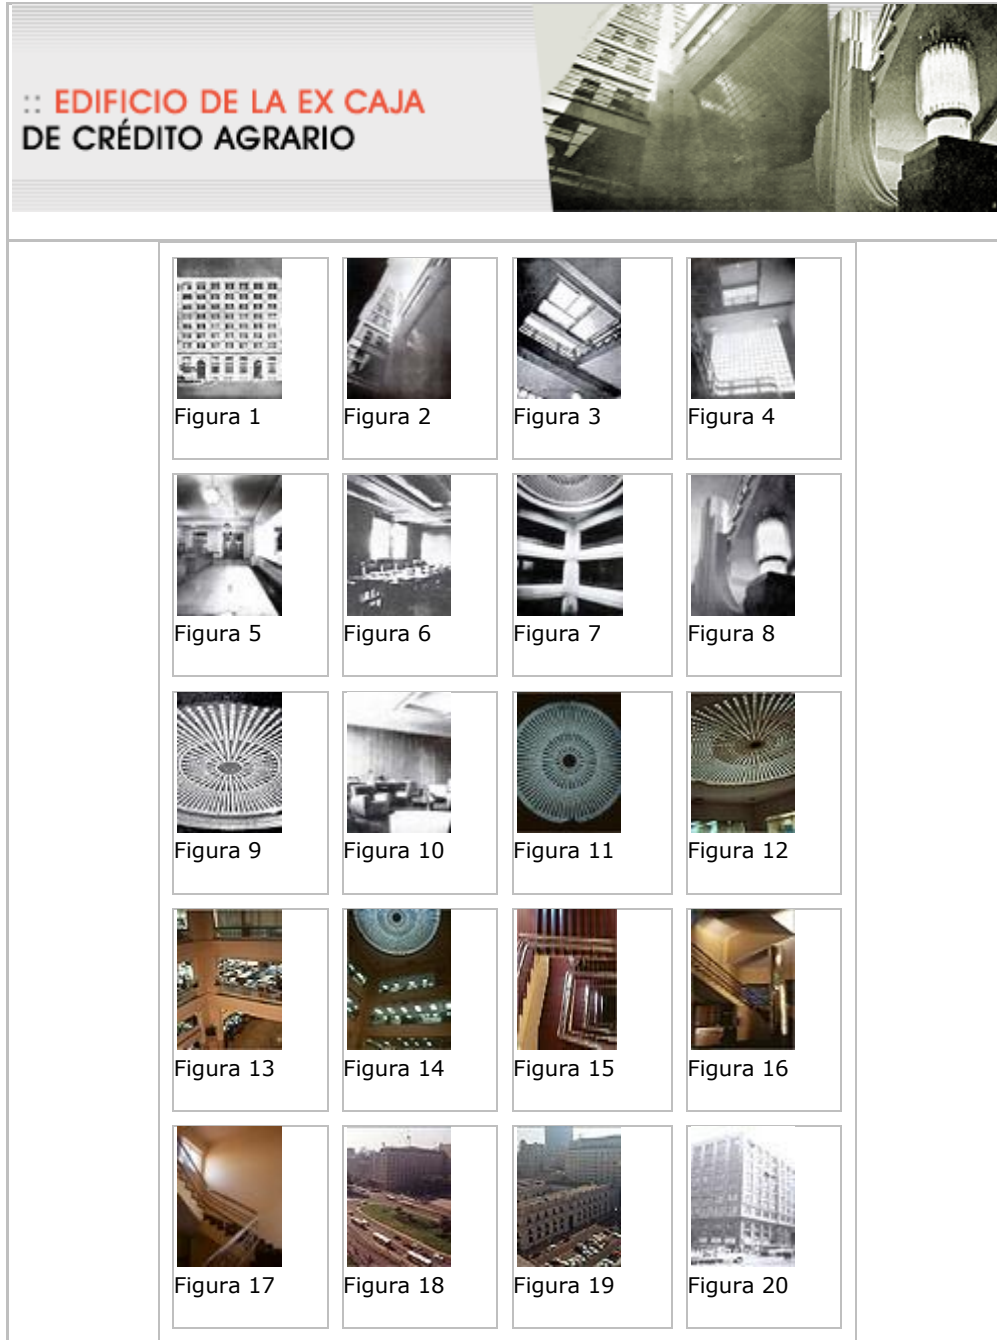 :: EDIFICIO DE LA EX CAJA
DE CRÉDITO AGRARIO
Figura 1
Figura 2
Figura 3
Figura 4
Figura 5
Figura 6
Figura 7
Figura 8
Figura 9
Figura 10
Figura 11
Figura 12
Figura 13
Figura 14
Figura 15
Figura 16
Figura 17
Figura 18
Figura 19
Figura 20